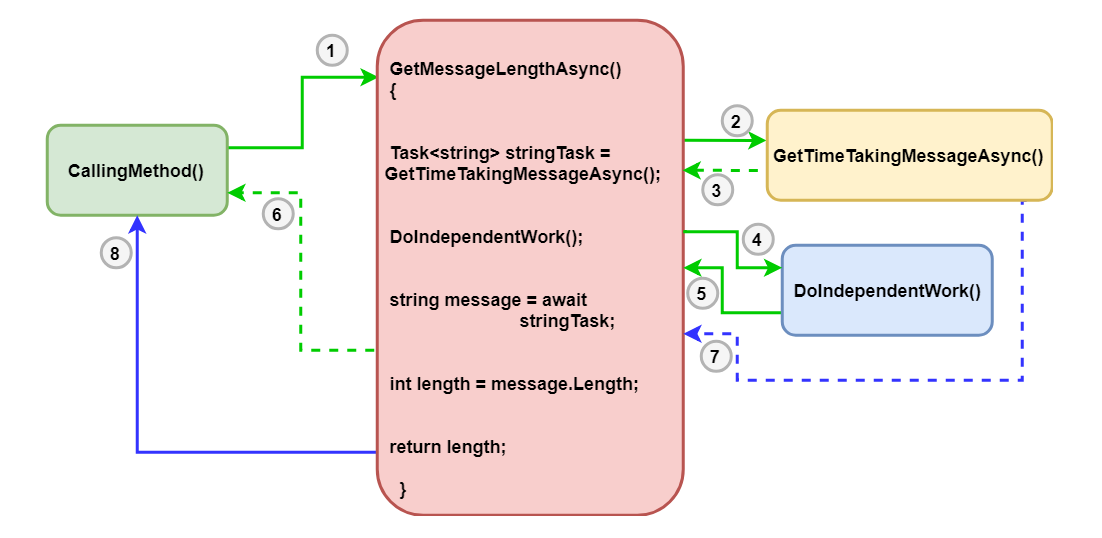 1
GetMessageLengthAsync()
{
2
CallingMethod()
Task<string> stringTask =
GetTimeTakingMessageAsync();
GetTimeTakingMessageAsync()
3
6
DoIndependentWork();
4
8
string message = await
stringTask;
5
DoIndependentWork()
7
int length = message.Length;
return length;
}